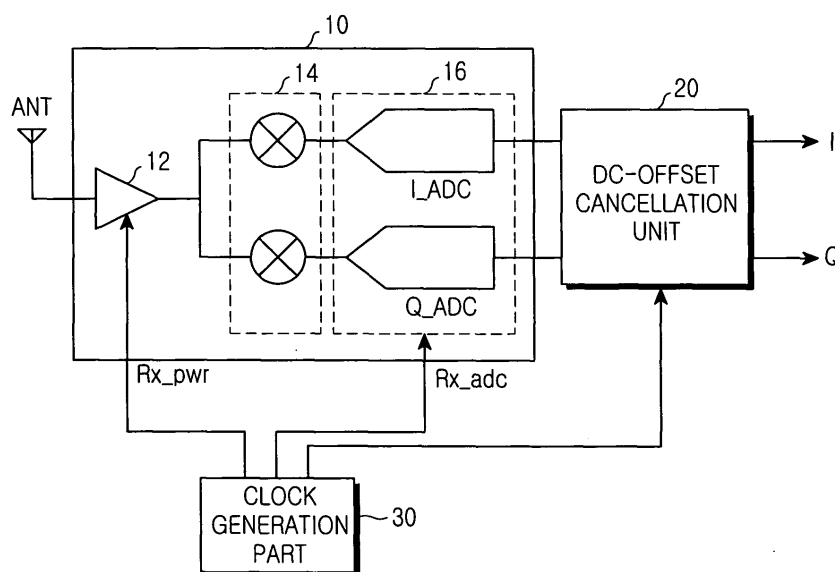 10
ANT
14
16
20
12
I_ADC
DC-OFFSET
CANCELLATION
UNIT
I
Q_ADC
Q
Rx_pwr
Rx_adc
CLOCK
GENERATION
PART
30